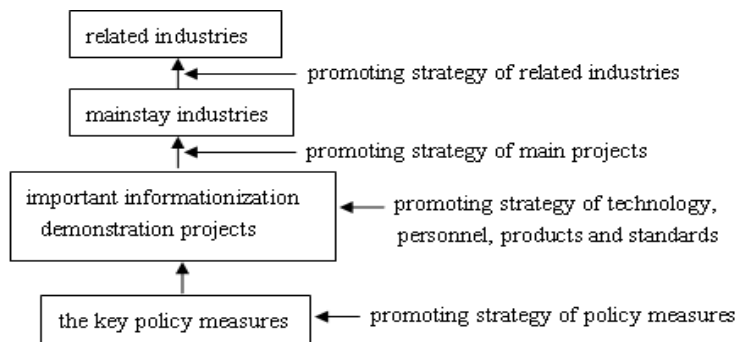 related industries
promoting strategy of related industries
mainstay industries
promoting strategy of main projects
important informationization
demonstration projects
promoting strategy of technology,
personnel, products and standards
the key policy measures
promoting strategy of policy measures